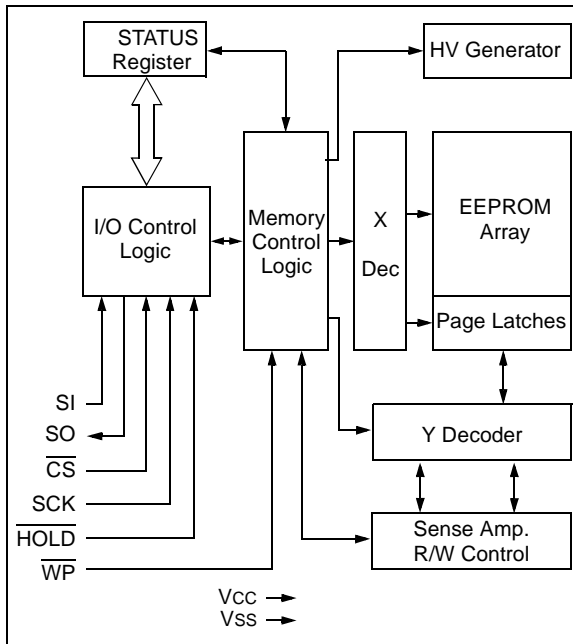 STATUS
Register
HV Generator
I/O Control
Logic
Memory
Control
Logic
X
Dec
EEPROM
Array
Page Latches
SI
SO
CS
SCK
HOLD
WP
Y Decoder
Sense Amp.
R/W Control
VCC
VSS